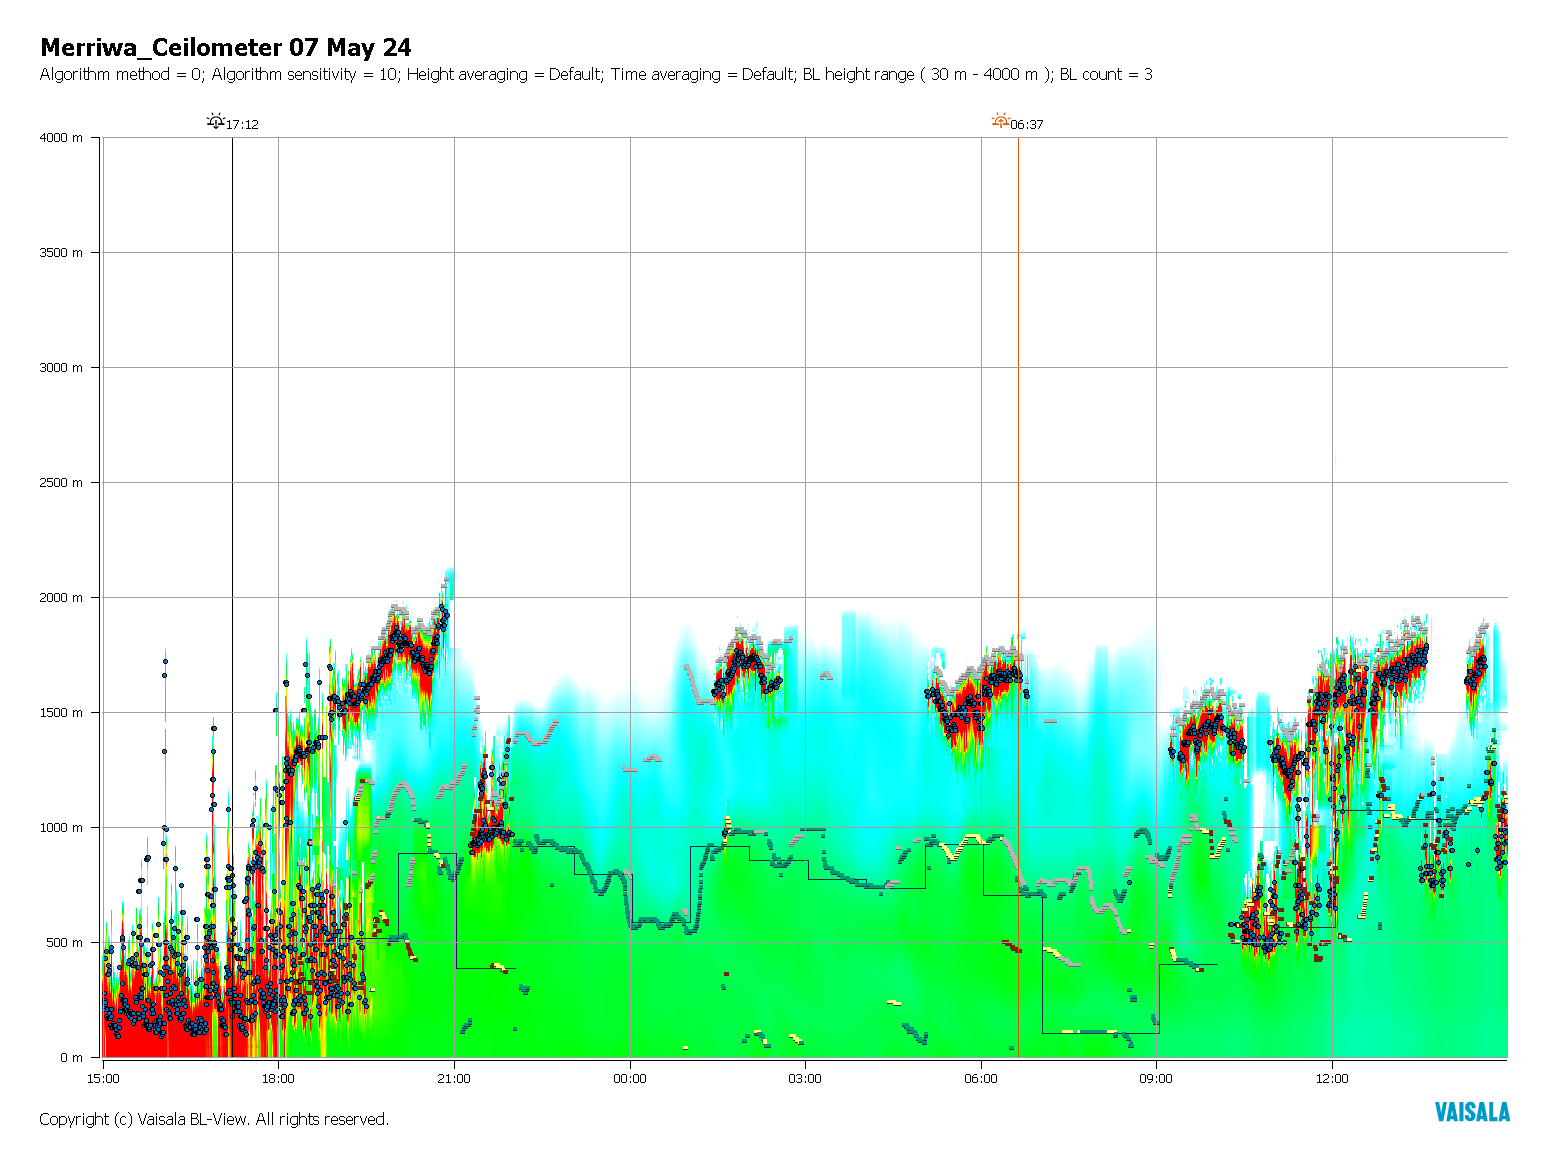 Merriwa_Ceilometer 07 May 24
Algorithm method = 0; Algorithm sensitivity = 10; Height averaging = Default; Time averaging = Default; BL height range ( 30 m - 4000 m ); BL count = 3
17:12 06:37
4000 m
3500 m
3000 m
2500 m
2000 m
1500 m
1000 m
500 m
0 m
15:00 18:00 21:00 00:00 03:00 06:00 09:00 12:00
Copyright (c) Vaisala BL-View. All rights reserved.
VAISALA